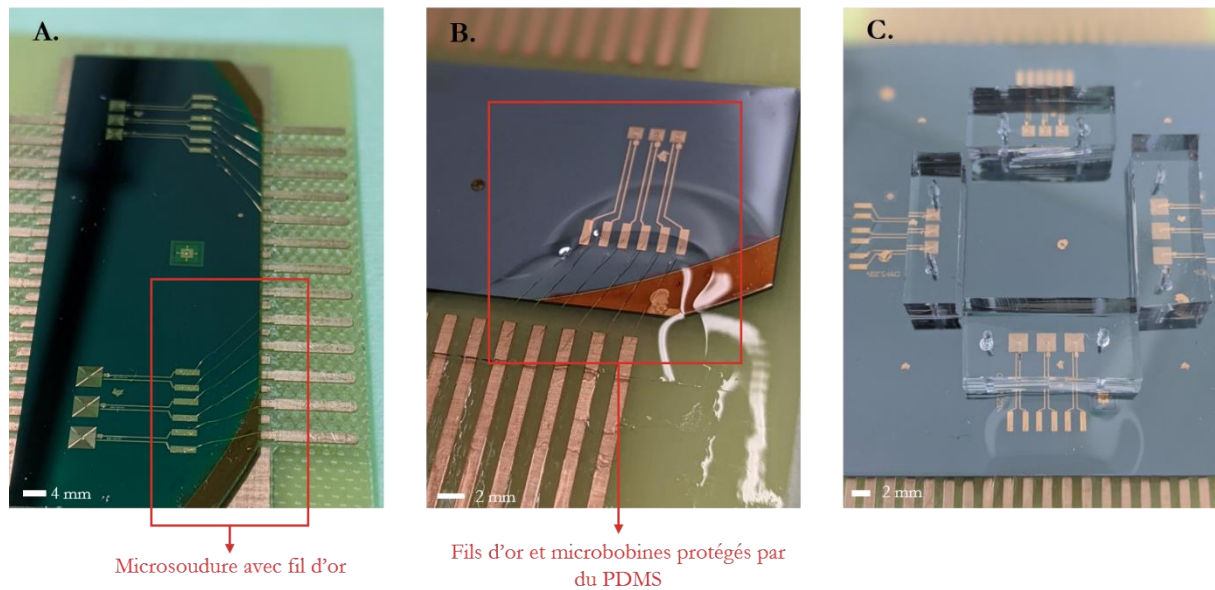 A.
B.
C.
4 mm
2 mm
2 mm
Microsoudure avec fil d'or
Fils d'or et microbobines protégés par
du PDMS